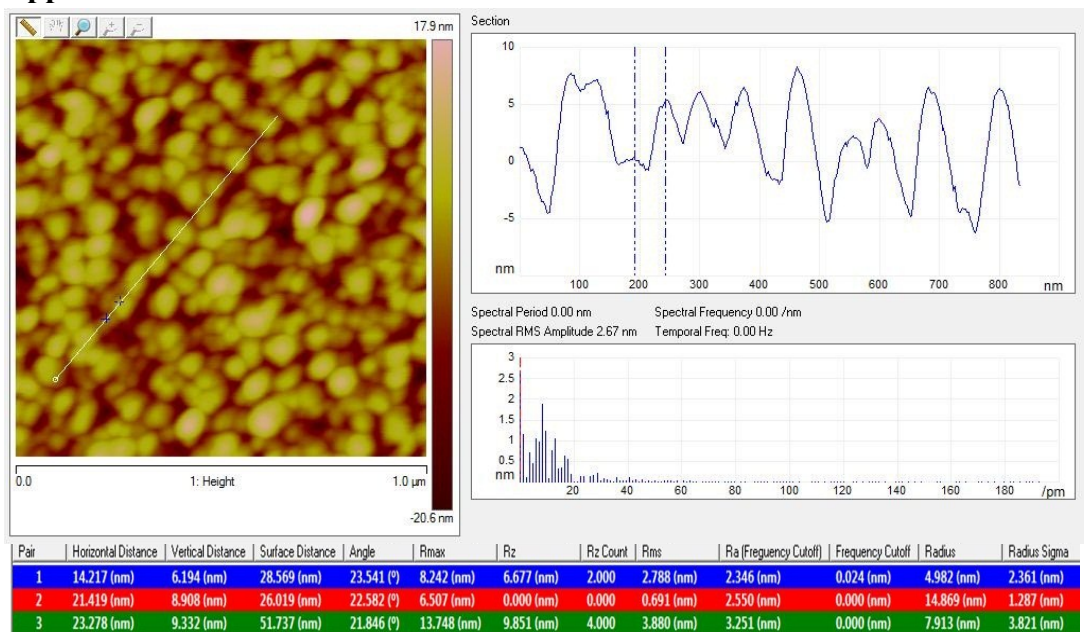 17.9 nm
0.0
1: Height
1.0 µm
-20.6 nm
Section
10
5
0
-5
nm
100 200 300 400 500 600 700 800 nm
Spectral Period 0.00 nm Spectral Frequency 0.00 /nm
Spectral RMS Amplitude 2.67 nm Temporal Freq: 0.00 Hz
3
2.5
2
1.5
1
0.5
nm
20 40 60 80 100 120 140 160 180 /pm
Pair Horizontal Distance Vertical Distance Surface Distance Angle Rmax Rz Rz Count Rms Ra (Freguency Cutoff) Frequency Cutoff Radius Radius Sigma
1 14.217 (nm) 6.194 (nm) 28.569 (nm) 23.541 (º) 8.242 (nm) 6.677 (nm) 2.000 2.788 (nm) 2.346 (nm) 0.024 (nm) 4.982 (nm) 2.361 (nm)
2 21.419 (nm) 8.908 (nm) 26.019 (nm) 22.582 (º) 6.507 (nm) 0.000 (nm) 0.000 0.691 (nm) 2.550 (nm) 0.000 (nm) 14.869 (nm) 1.287 (nm)
3 23.278 (nm) 9.332 (nm) 51.737 (nm) 21.846 (º) 13.748 (nm) 9.851 (nm) 4.000 3.880 (nm) 3.251 (nm) 0.000 (nm) 7.913 (nm) 3.821 (nm)